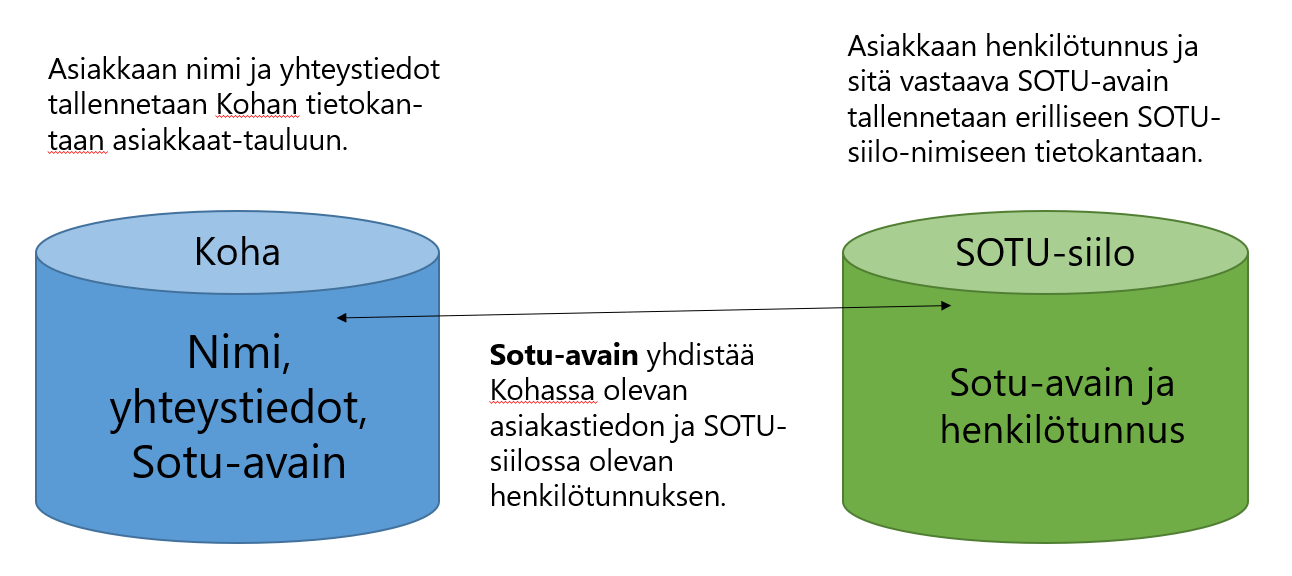 Asiakkaan nimi ja yhteystiedot
tallennetaan Kohan tietokan-
taan asiakkaat-tauluun.
Asiakkaan henkilötunnus ja
sitä vastaava SOTU-avain
tallennetaan erilliseen SOTU-
siilo-nimiseen tietokantaan.
Koha
Nimi,
yhteystiedot,
Sotu-avain
Sotu-avain yhdistää
Kohassa olevan
asiakastiedon ja SOTU-
siilossa olevan
henkilötunnuksen.
SOTU-siilo
Sotu-avain ja
henkilötunnus